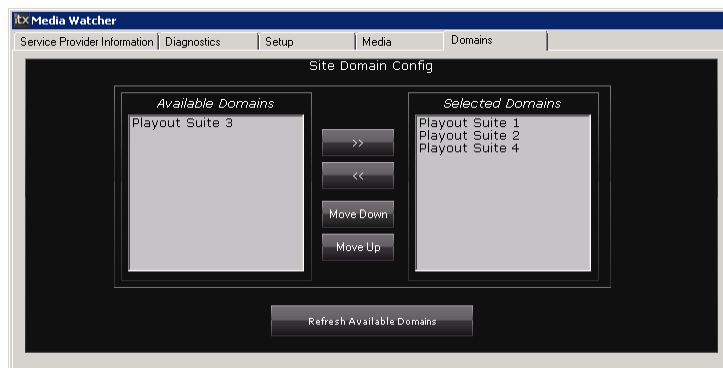 itx Media Watcher
Service Provider Information Diagnostics Setup Media Domains
Site Domain Config
Available Domains Selected Domains
Playout Suite 3
Playout Suite 1
Playout Suite 2
Playout Suite 4
>>
<<
Move Down
Move Up
Refresh Available Domains